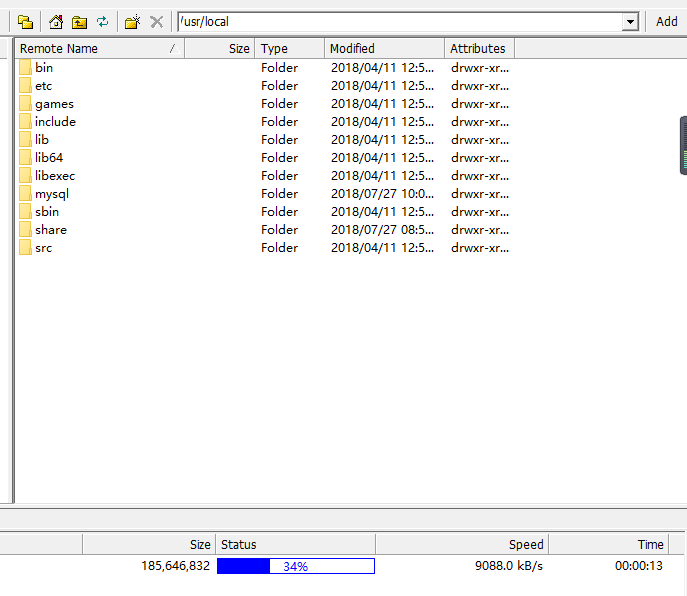 /usr/local Add
Remote Name / Size Type Modified Attributes
bin Folder 2018/04/11 12:5... drwxr-xr...
etc Folder 2018/04/11 12:5... drwxr-xr...
games Folder 2018/04/11 12:5... drwxr-xr...
include Folder 2018/04/11 12:5... drwxr-xr...
lib Folder 2018/04/11 12:5... drwxr-xr...
lib64 Folder 2018/04/11 12:5... drwxr-xr...
libexec Folder 2018/04/11 12:5... drwxr-xr...
mysql Folder 2018/07/27 10:0... drwxr-xr...
sbin Folder 2018/04/11 12:5... drwxr-xr...
share Folder 2018/07/27 08:5... drwxr-xr...
src Folder 2018/04/11 12:5... drwxr-xr...
Size Status Speed Time
185,646,832 34% 9088.0 kB/s 00:00:13